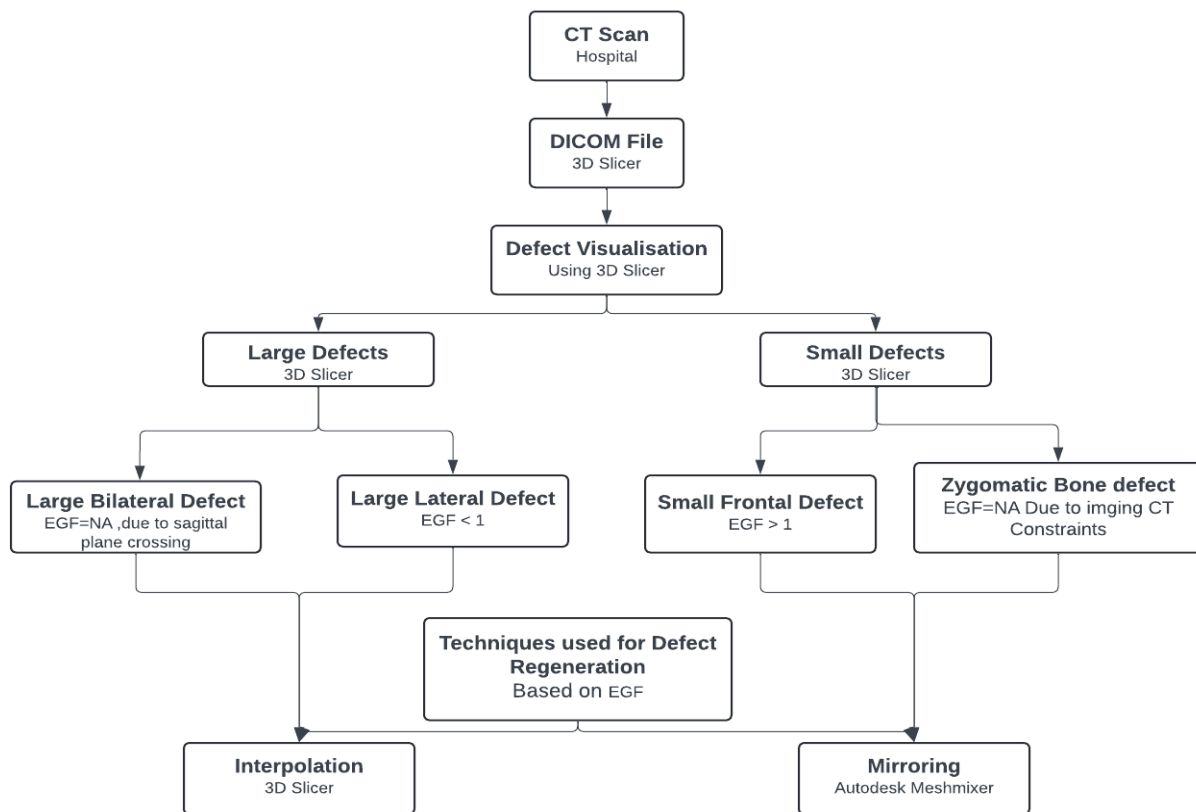 CT Scan
Hospital
DICOM File
3D Slicer
Defect Visualisation
Using 3D Slicer
Large Defects
3D Slicer
Small Defects
3D Slicer
Large Bilateral Defect
EGF=NA ,due to sagittal
plane crossing
Large Lateral Defect
EGF < 1
Small Frontal Defect
EGF > 1
Zygomatic Bone defect
EGF=NA Due to imging CT
Constraints
Techniques used for Defect
Regeneration
Based on EGF
Interpolation
3D Slicer
Mirroring
Autodesk Meshmixer